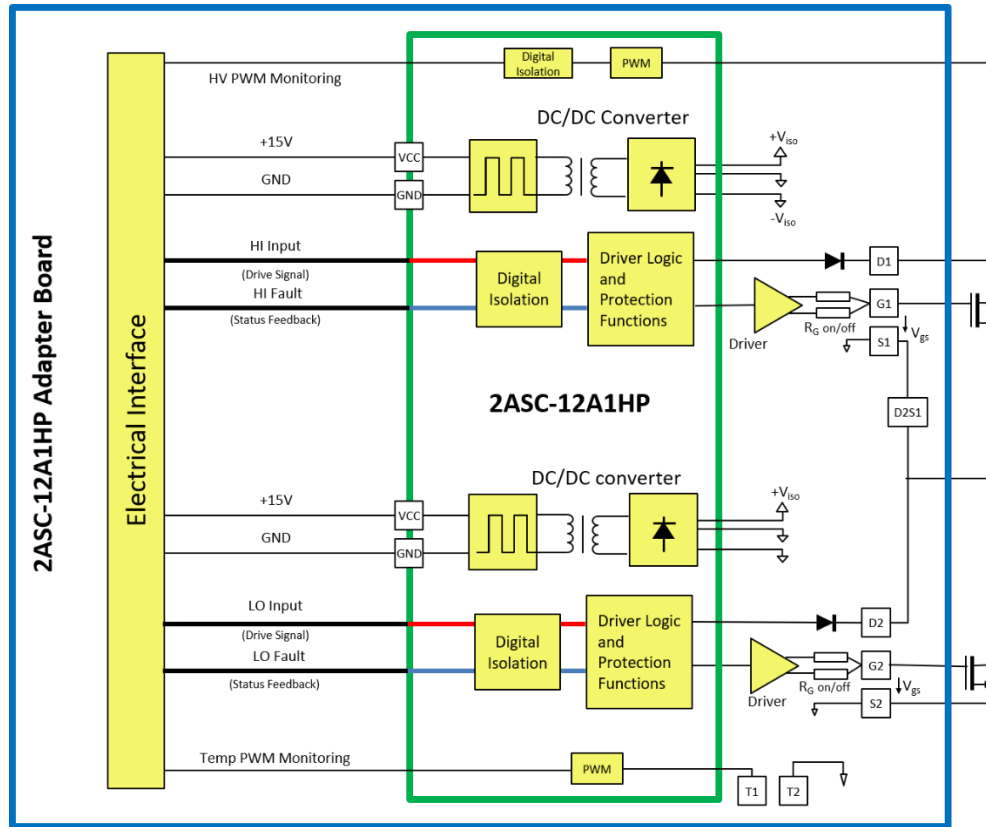 2ASC-12A1HP Adapter Board
Electrical Interface
HV PWM Monitoring
Digital
Isolation
PWM
DC/DC Converter
+15V
VCC
GND
GND
+Viso
-Viso
HI Input
(Drive Signal)
HI Fault
(Status Feedback)
Digital
Isolation
Driver Logic
and
Protection
Functions
Driver
RG on/off
D1
G1
Vgs
S1
2ASC-12A1HP
D2S1
DC/DC converter
+15V
VCC
GND
GND
+Viso
LO Input
(Drive Signal)
LO Fault
(Status Feedback)
Digital
Isolation
Driver Logic
and
Protection
Functions
Driver
RG on/off
D2
G2
Vgs
S2
Temp PWM Monitoring
PWM
T1
T2